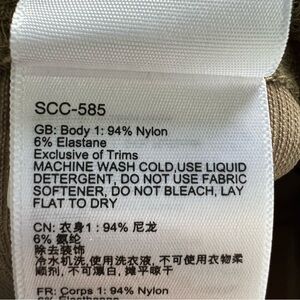 SCC-585
GB: Body 1: 94% Nylon
6% Elastane
Exclusive of Trims
MACHINE WASH COLD,USE LIQUID
DETERGENT, DO NOT USE FABRIC
SOFTENER, DO NOT BLEACH, LAY
FLAT TO DRY
CN: 衣身1 : 94% 尼龙
6% 氨纶
除去装饰
冷水机洗, 使用洗衣液, 不可使用衣物柔
顺剂, 不可漂白, 摊平晾干
FR: Corps 1: 94% Nylon
6% Elasthanne